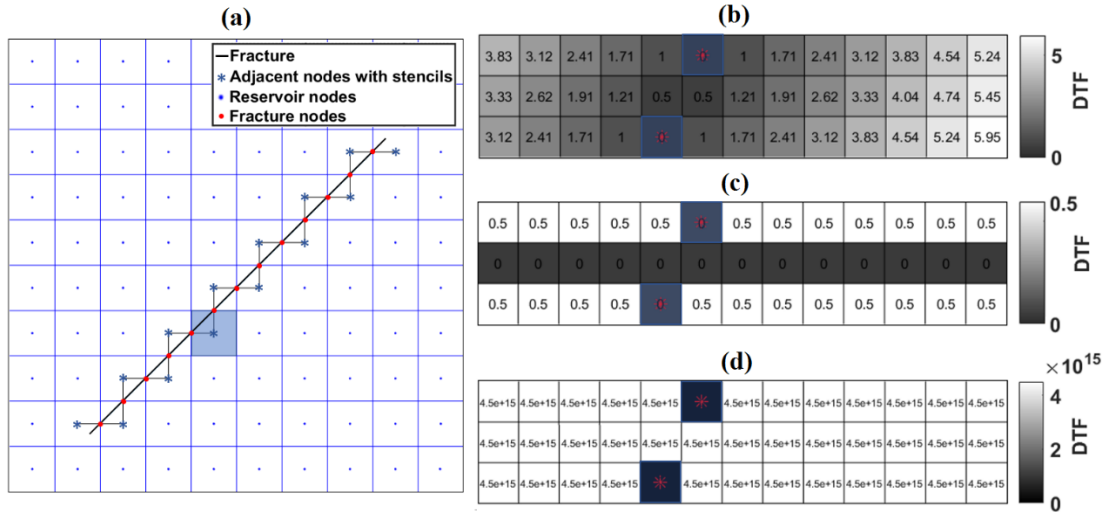 (a)
Fracture
Adjacent nodes with stencils
Reservoir nodes
Fracture nodes
(b)
3.83 3.12 2.41 1.71 1 0 1 1.71 2.41 3.12 3.83 4.54 5.24
3.33 2.62 1.91 1.21 0.5 0.5 1.21 1.91 2.62 3.33 4.04 4.74 5.45
3.12 2.41 1.71 1 0 1 1.71 2.41 3.12 3.83 4.54 5.24 5.95
5
0
DTF
(c)
0.5 0.5 0.5 0.5 0.5 0 0.5 0.5 0.5 0.5 0.5 0.5 0.5
0 0 0 0 0 0 0 0 0 0 0 0 0
0.5 0.5 0.5 0.5 0 0.5 0.5 0.5 0.5 0.5 0.5 0.5 0.5
0.5
0
DTF
(d)
4.5e+15 4.5e+15 4.5e+15 4.5e+15 4.5e+15 4.5e+15 4.5e+15 4.5e+15 4.5e+15 4.5e+15 4.5e+15 4.5e+15
4.5e+15 4.5e+15 4.5e+15 4.5e+15 4.5e+15 4.5e+15 4.5e+15 4.5e+15 4.5e+15 4.5e+15 4.5e+15 4.5e+15 4.5e+15
4.5e+15 4.5e+15 4.5e+15 4.5e+15 4.5e+15 4.5e+15 4.5e+15 4.5e+15 4.5e+15 4.5e+15 4.5e+15 4.5e+15
×10¹⁵
4
2
0
DTF